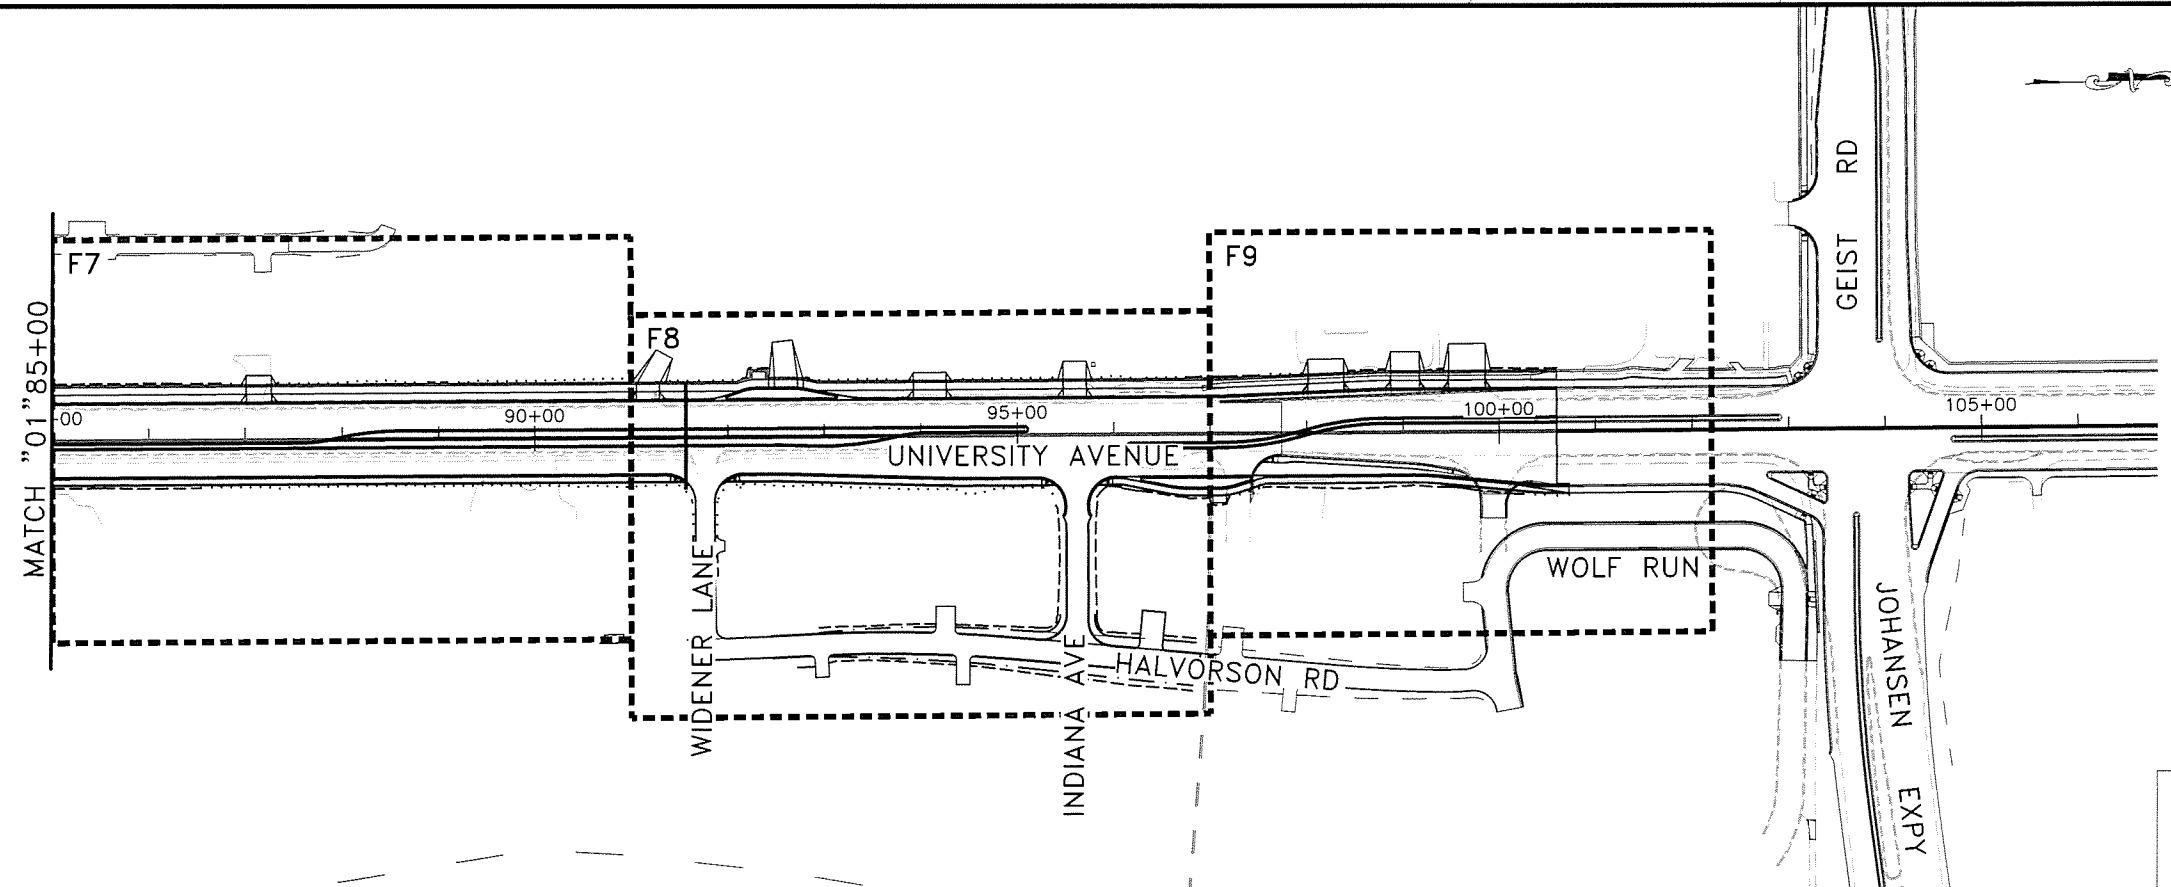 F7
F8
F9
GEIST RD
MATCH "01"85+00
-00
90+00
95+00
100+00
105+00
UNIVERSITY AVENUE
WOLF RUN
WIDENER LANE
INDIANA AVE
HALVORSON RD
JOHANSEN EXPY